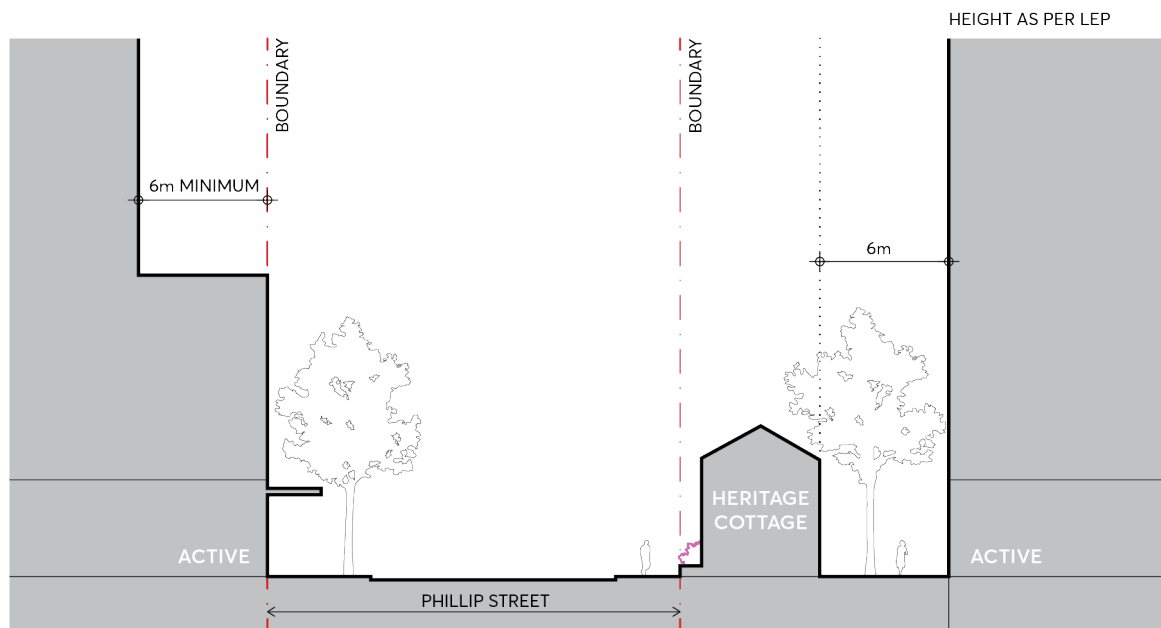 HEIGHT AS PER LEP
BOUNDARY
BOUNDARY
6m MINIMUM
6m
HERITAGE
COTTAGE
ACTIVE
ACTIVE
PHILLIP STREET